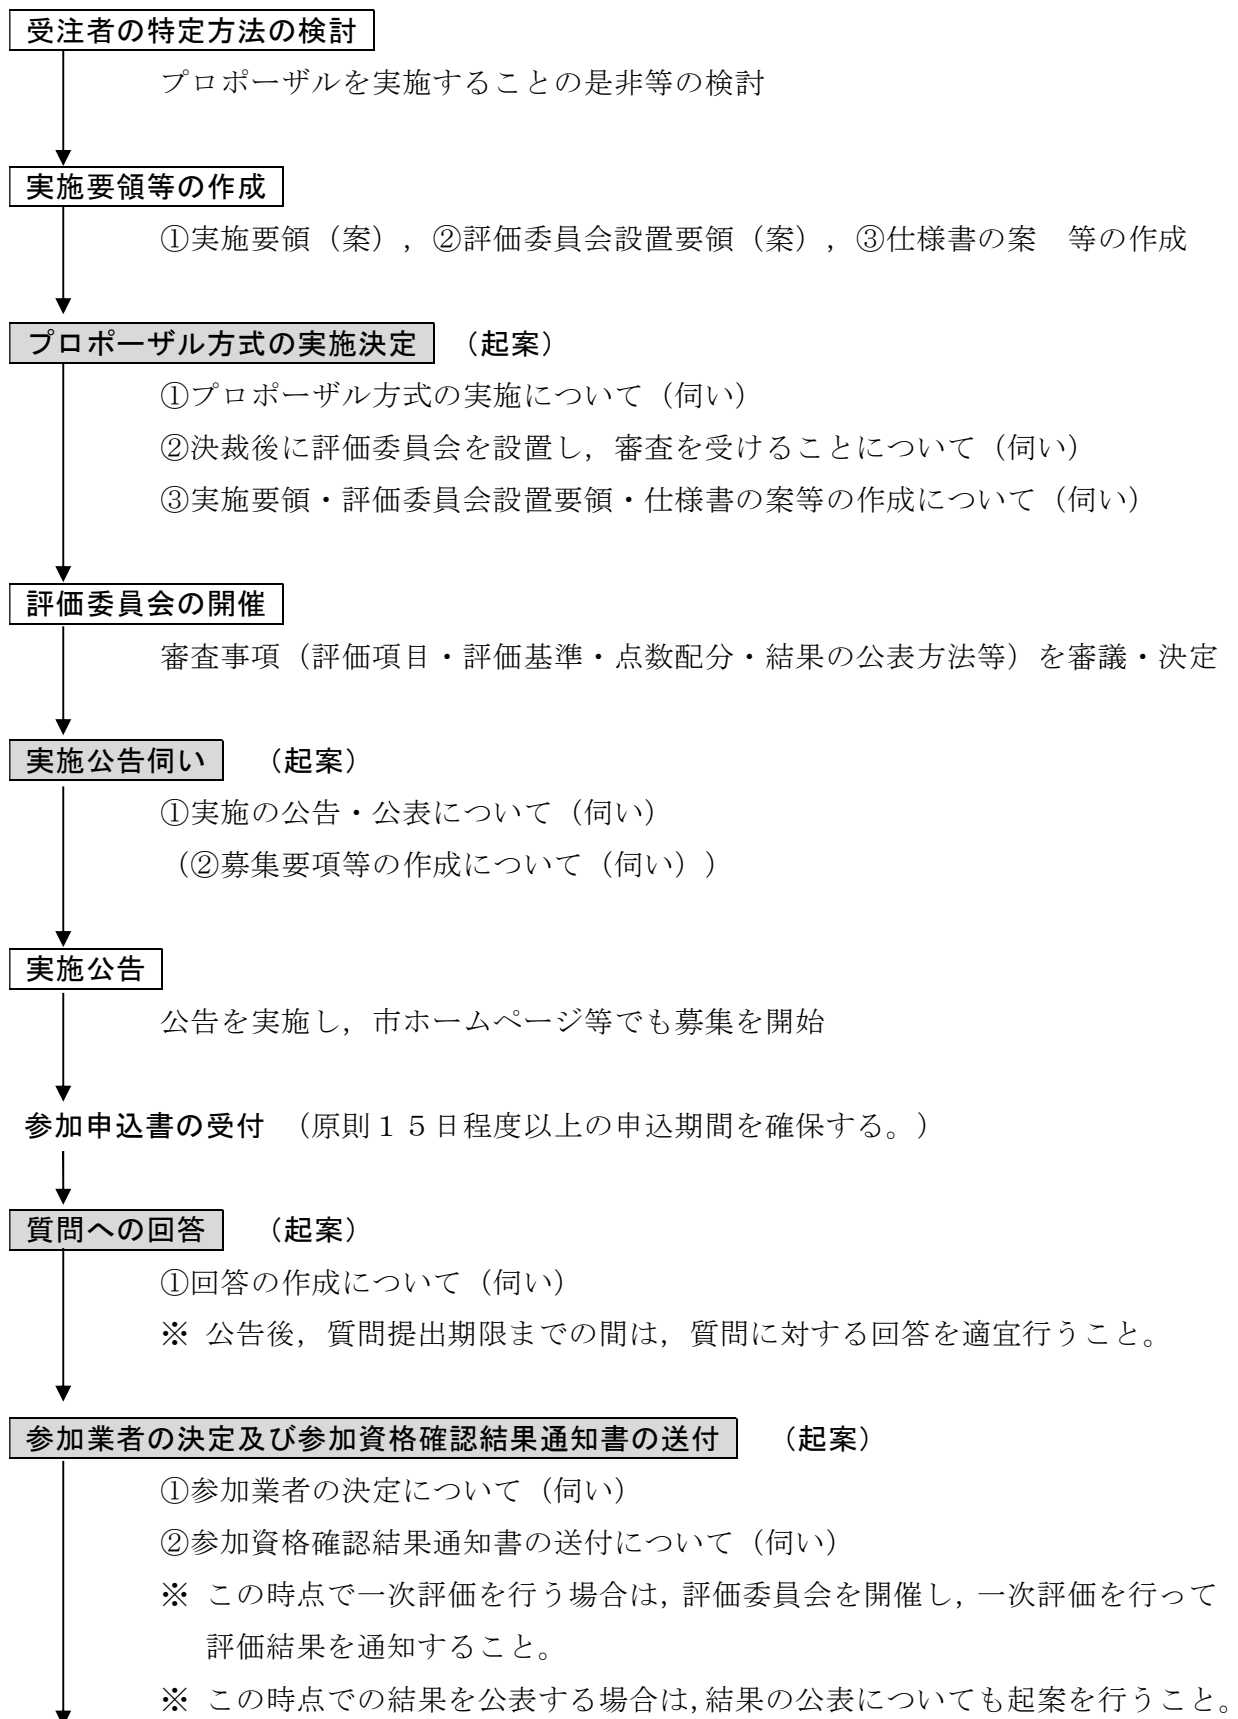 受注者の特定方法の検討
プロポーザルを実施することの是非等の検討
実施要領等の作成
①実施要領（案），②評価委員会設置要領（案），③仕様書の案　等の作成
プロポーザル方式の実施決定　（起案）
①プロポーザル方式の実施について（伺い）
②決裁後に評価委員会を設置し，審査を受けることについて（伺い）
③実施要領・評価委員会設置要領・仕様書の案等の作成について（伺い）
評価委員会の開催
審査事項（評価項目・評価基準・点数配分・結果の公表方法等）を審議・決定
実施公告伺い　（起案）
①実施の公告・公表について（伺い）
（②募集要項等の作成について（伺い））
実施公告
公告を実施し，市ホームページ等でも募集を開始
参加申込書の受付　（原則１５日程度以上の申込期間を確保する。）
質問への回答　（起案）
①回答の作成について（伺い）
※ 公告後，質問提出期限までの間は，質問に対する回答を適宜行うこと。
参加業者の決定及び参加資格確認結果通知書の送付　（起案）
①参加業者の決定について（伺い）
②参加資格確認結果通知書の送付について（伺い）
※ この時点で一次評価を行う場合は，評価委員会を開催し，一次評価を行って
評価結果を通知すること。
※ この時点での結果を公表する場合は，結果の公表についても起案を行うこと。